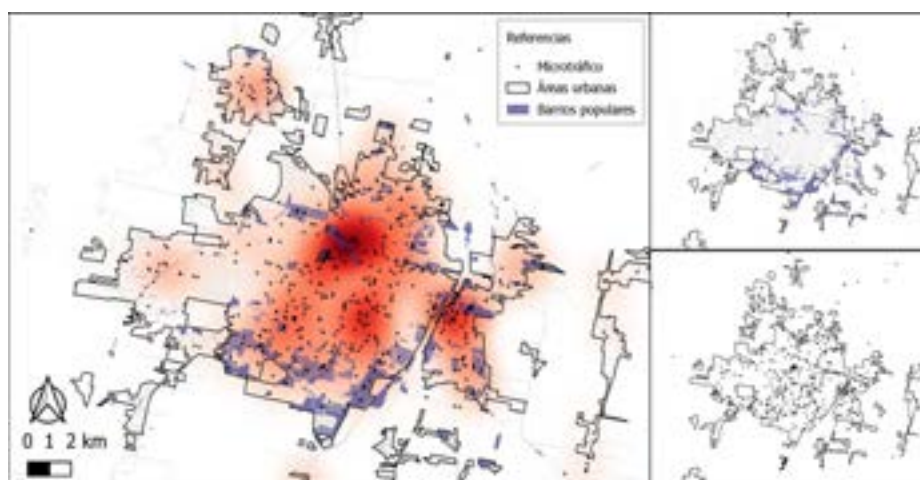 Referencias
Microtráfico
Áreas urbanas
Barrios populares
0 1 2 km